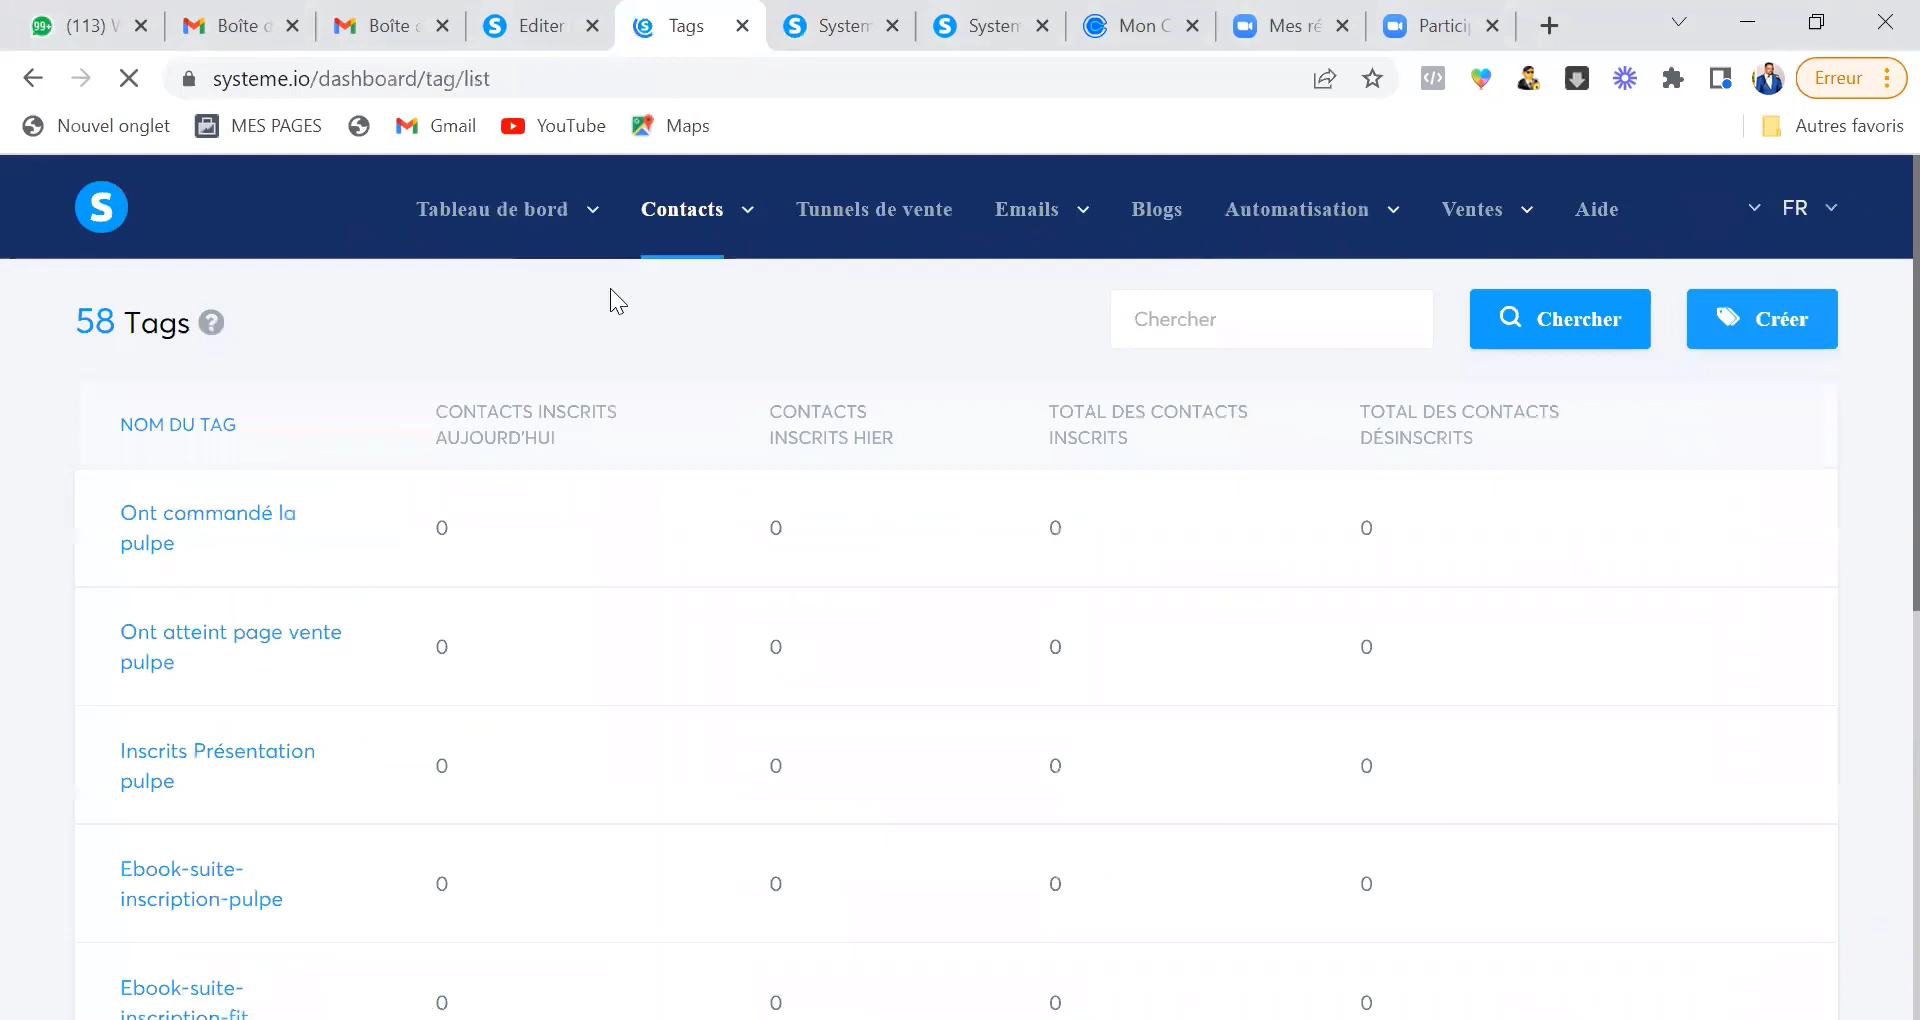 99+ (113) W
Boîte d
Boîte d
Editer
Tags
System
System
Mon C
Mes ré
Particip
systeme.io/dashboard/tag/list
Erreur
Nouvel onglet
MES PAGES
Gmail
YouTube
Maps
Autres favoris
S
Tableau de bord
Contacts
Tunnels de vente
Emails
Blogs
Automatisation
Ventes
Aide
FR
58 Tags ?
Chercher
Chercher
Créer
NOM DU TAG
CONTACTS INSCRITS
AUJOURD'HUI
CONTACTS
INSCRITS HIER
TOTAL DES CONTACTS
INSCRITS
TOTAL DES CONTACTS
DÉSINSCRITS
Ont commandé la
pulpe
0
0
0
0
Ont atteint page vente
pulpe
0
0
0
0
Inscrits Présentation
pulpe
0
0
0
0
Ebook-suite-
inscription-pulpe
0
0
0
0
Ebook-suite-
inscription-fit
0
0
0
0